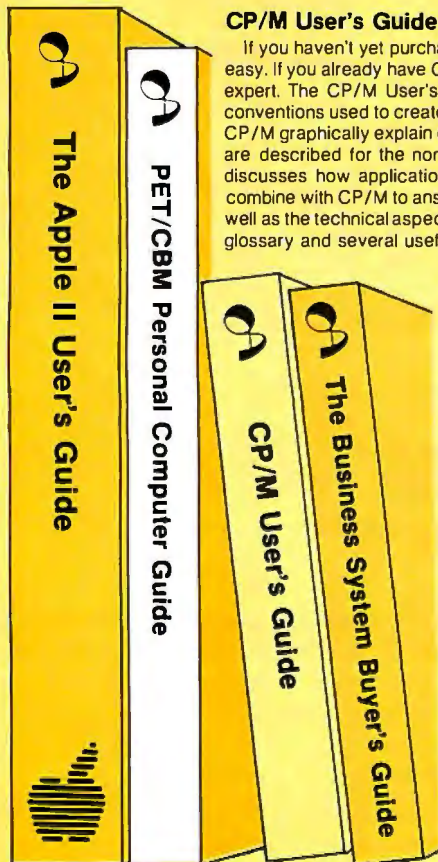 CP/M User's Guide
If you haven't yet purcha
easy. If you already have C
expert. The CP/M User's
conventions used to create
CP/M graphically explain
are described for the non
discusses how application
combine with CP/M to ans
well as the technical aspec
glossary and several usef
The Apple II User's Guide
PET/CBM Personal Computer Guide
CP/M User's Guide
The Business System Buyer's Guide